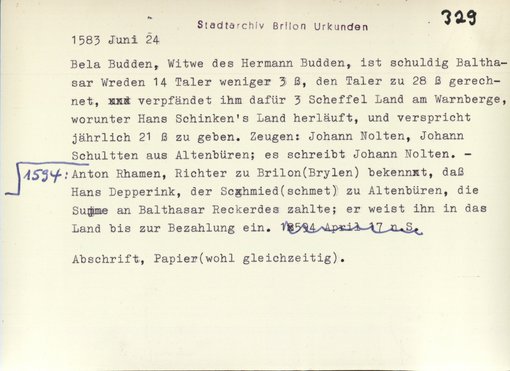 Stadtarchiv Brilon Urkunden
329
1583 Juni 24
Bela Budden, Witwe des Hermann Budden, ist schuldig Baltha-
sar Wreden 14 Taler weniger 3 ß, den Taler zu 28 ß gerech-
net, xxx verpfändet ihm dafür 3 Scheffel Land am Warnberge,
worunter Hans Schinken's Land herläuft, und verspricht
jährlich 21 ß zu geben. Zeugen: Johann Nolten, Johann
Schultten aus Altenbüren; es schreibt Johann Nolten. -
1594: Anton Rhamen, Richter zu Brilon(Brylen) bekennxt, daß
Hans Depperink, der Schmied(schmet) zu Altenbüren, die
Summe an Balthasar Reckerdes zahlte; er weist ihn in das
Land bis zur Bezahlung ein. 1594 April 17 n.S.
Abschrift, Papier(wohl gleichzeitig).